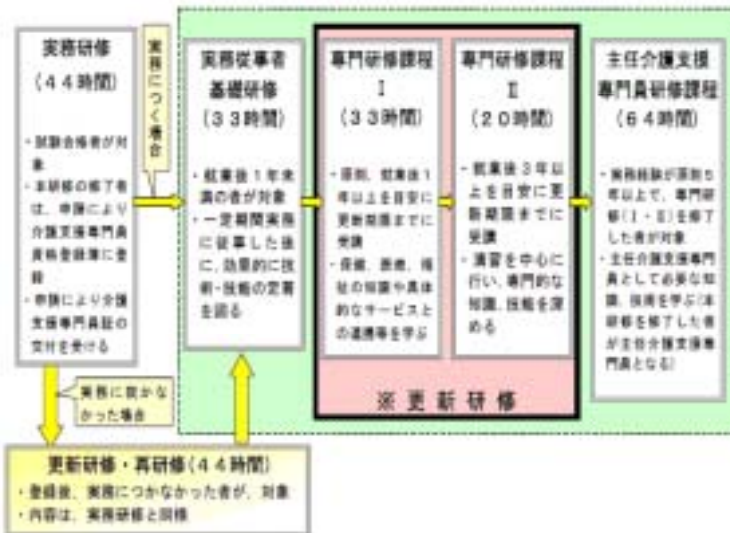 実務研修
(44時間)
・試験合格者が対
象
・本研修の修了者
は、申請により
介護支援専門員
資格登録簿に登
録
・申請により介護
支援専門員証の
交付を受ける
実務につく場合
実務従事者
基礎研修
(33時間)
・就業後1年未
満の者が対象
・一定期間実務
に従事した後
に、効果的に技
術・技能の定着
を図る
専門研修課程
Ⅰ
(33時間)
・原則、就業後1
年以上を目安に
更新期限までに
受講
・保健、医療、福
祉の知識や具体
的なサービスと
の連携等を学ぶ
専門研修課程
Ⅱ
(20時間)
・就業後3年以
上を目安に更
新期限までに
受講
・演習を中心に
行い、専門的な
知識、技能を深
める
※更新研修
主任介護支援
専門員研修課程
(64時間)
・実務経験が原則5
年以上で、専門研
修(Ⅰ・Ⅱ)を修了
した者が対象
・主任介護支援専門
員として必要な知
識、技術を学ぶ(本
研修を修了した者
が主任介護支援専
門員となる)
実務に就かな
かった場合
更新研修・再研修(44時間)
・登録後、実務につかなかった者が、対象
・内容は、実務研修と同様